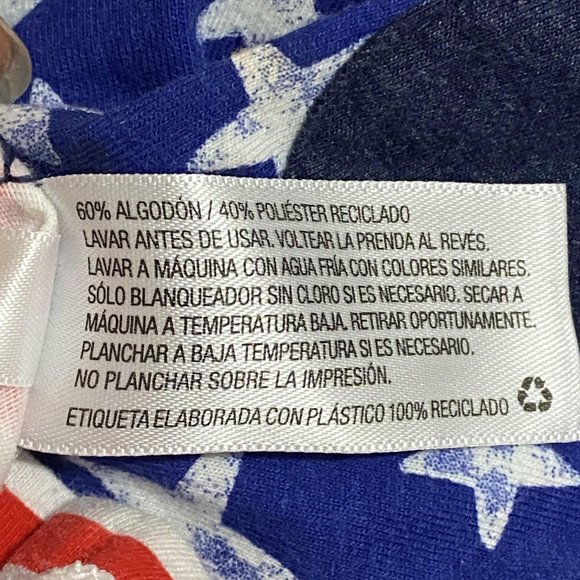 60% ALGODÓN / 40% POLIÉSTER RECICLADO
LAVAR ANTES DE USAR. VOLTEAR LA PRENDA AL REVÉS.
LAVAR A MÁQUINA CON AGUA FRÍA CON COLORES SIMILARES.
SÓLO BLANQUEADOR SIN CLORO SI ES NECESARIO. SECAR A
MÁQUINA A TEMPERATURA BAJA. RETIRAR OPORTUNAMENTE.
PLANCHAR A BAJA TEMPERATURA SI ES NECESARIO.
NO PLANCHAR SOBRE LA IMPRESIÓN.
ETIQUETA ELABORADA CON PLÁSTICO 100% RECICLADO